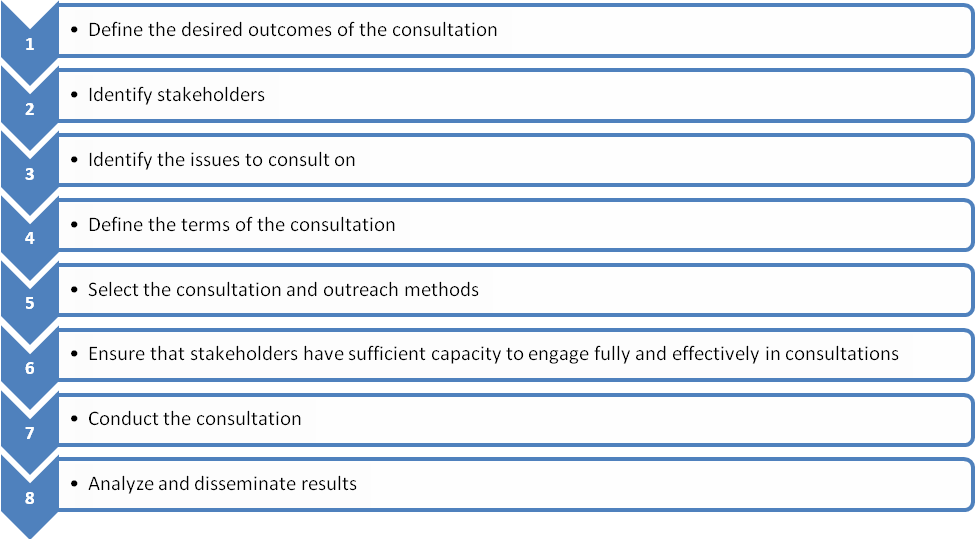 1
• Define the desired outcomes of the consultation
2
• Identify stakeholders
3
• Identify the issues to consult on
4
• Define the terms of the consultation
5
• Select the consultation and outreach methods
6
• Ensure that stakeholders have sufficient capacity to engage fully and effectively in consultations
7
• Conduct the consultation
8
• Analyze and disseminate results